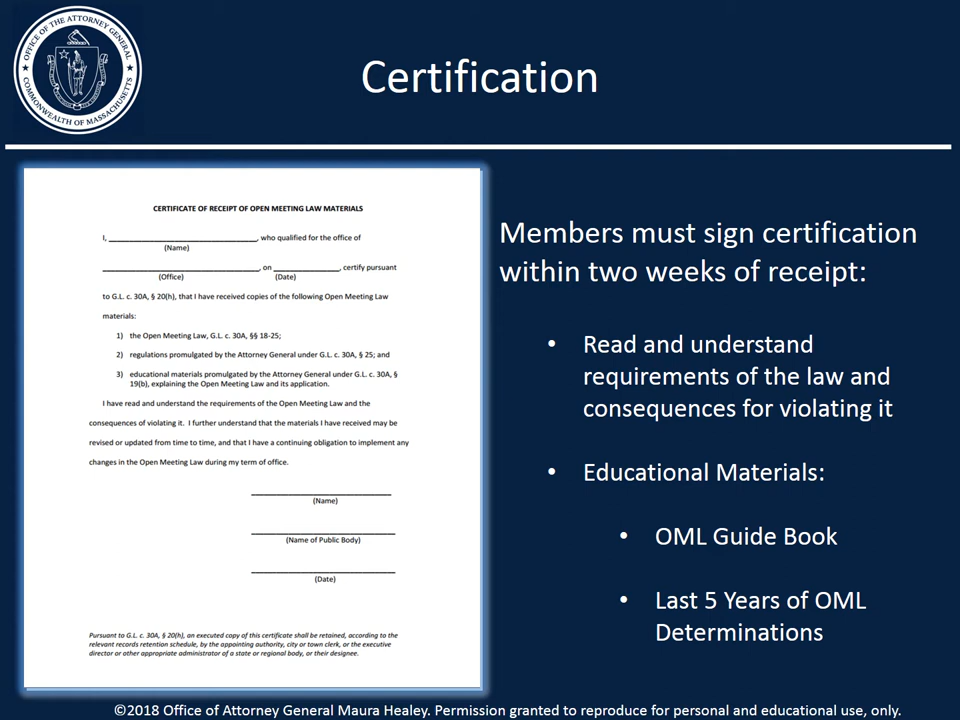 OFFICE OF THE ATTORNEY GENERAL
COMMONWEALTH OF MASSACHUSETTS
Certification
CERTIFICATE OF RECEIPT OF OPEN MEETING LAW MATERIALS
I, ____________________, who qualified for the office of
(Name)
____________________, on __________, certify pursuant
(Office) (Date)
to G.L. c. 30A, § 20(h), that I have received copies of the following Open Meeting Law
materials:
1) the Open Meeting Law, G.L. c. 30A, §§ 18-25;
2) regulations promulgated by the Attorney General under G.L. c. 30A, § 25; and
3) educational materials promulgated by the Attorney General under G.L. c. 30A, §
19(b), explaining the Open Meeting Law and its application.
I have read and understand the requirements of the Open Meeting Law and the
consequences of violating it. I further understand that the materials I have received may be
revised or updated from time to time, and that I have a continuing obligation to implement any
changes in the Open Meeting Law during my term of office.
(Name)
(Name of Public Body)
(Date)
Pursuant to G.L. c. 30A, § 20(h), an executed copy of this certificate shall be retained, according to the
relevant records retention schedule, by the appointing authority, city or town clerk, or the executive
director or other appropriate administrator of a state or regional body, or their designee.
Members must sign certification
within two weeks of receipt:
• Read and understand
requirements of the law and
consequences for violating it
• Educational Materials:
• OML Guide Book
• Last 5 Years of OML
Determinations
©2018 Office of Attorney General Maura Healey. Permission granted to reproduce for personal and educational use, only.